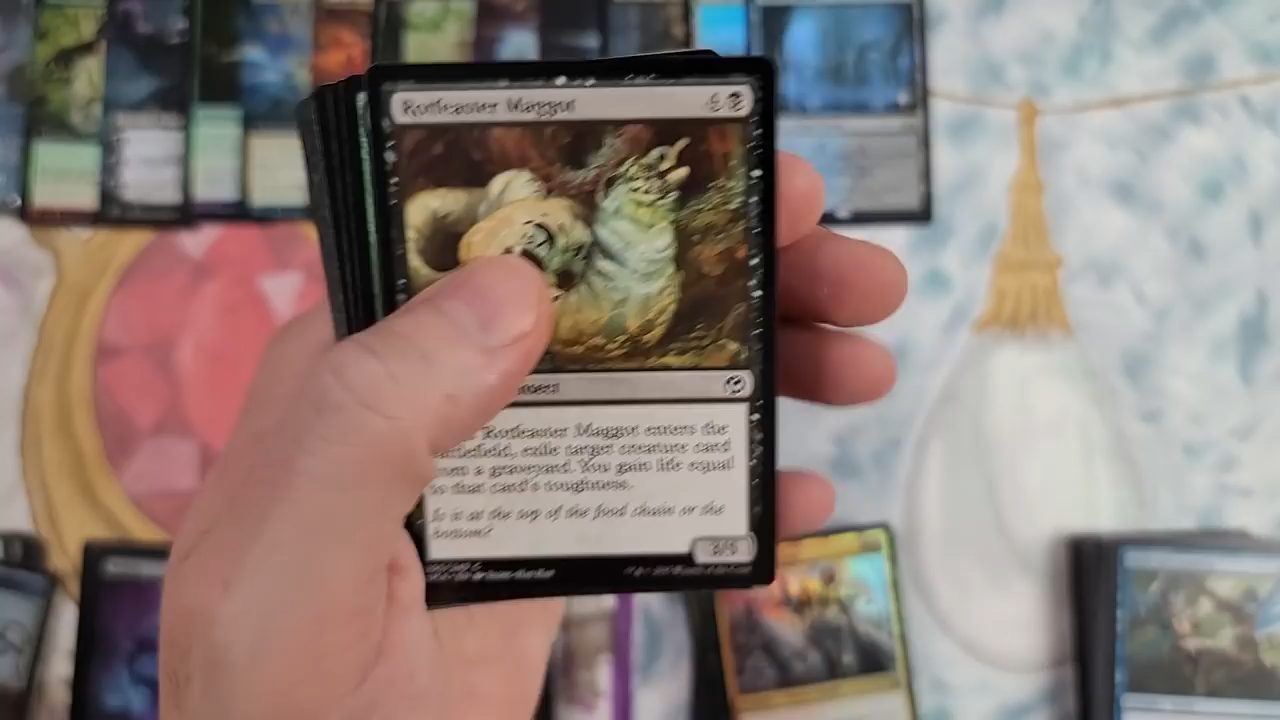 Rotfeaster Maggot
Rotfeaster Maggot enters the
battlefield, exile target creature card
from a graveyard. You gain life equal
to that card's toughness.
Is it at the top of the food chain or the
bottom?
3/5